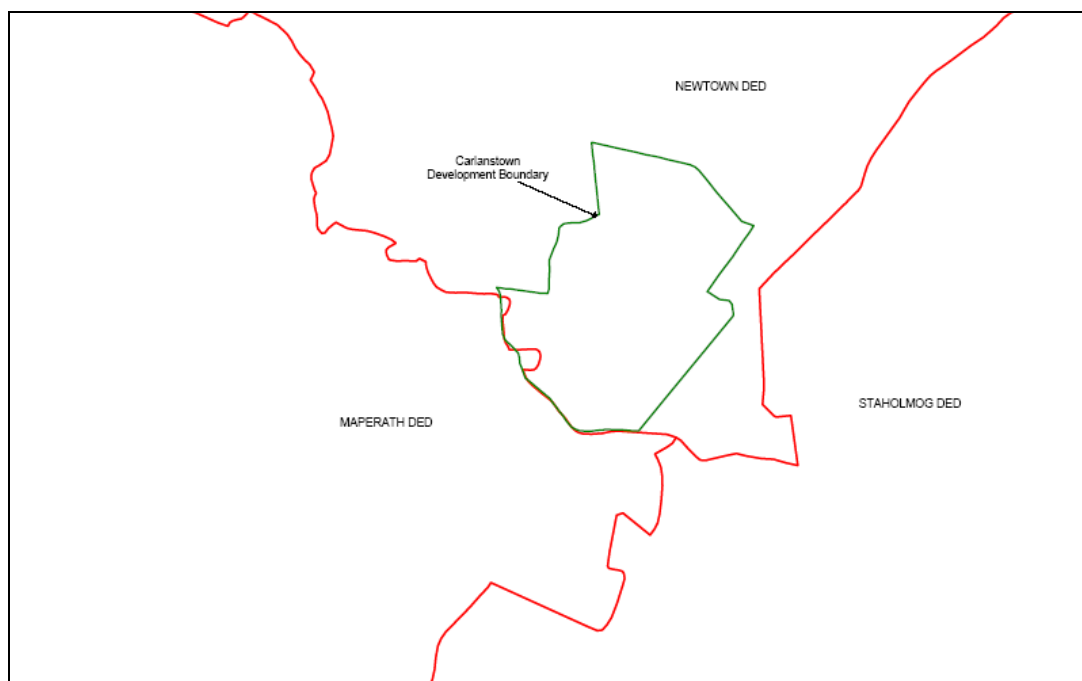 NEWTOWN DED
Carlanstown
Development Boundary
STAHOLMOG DED
MAPERATH DED